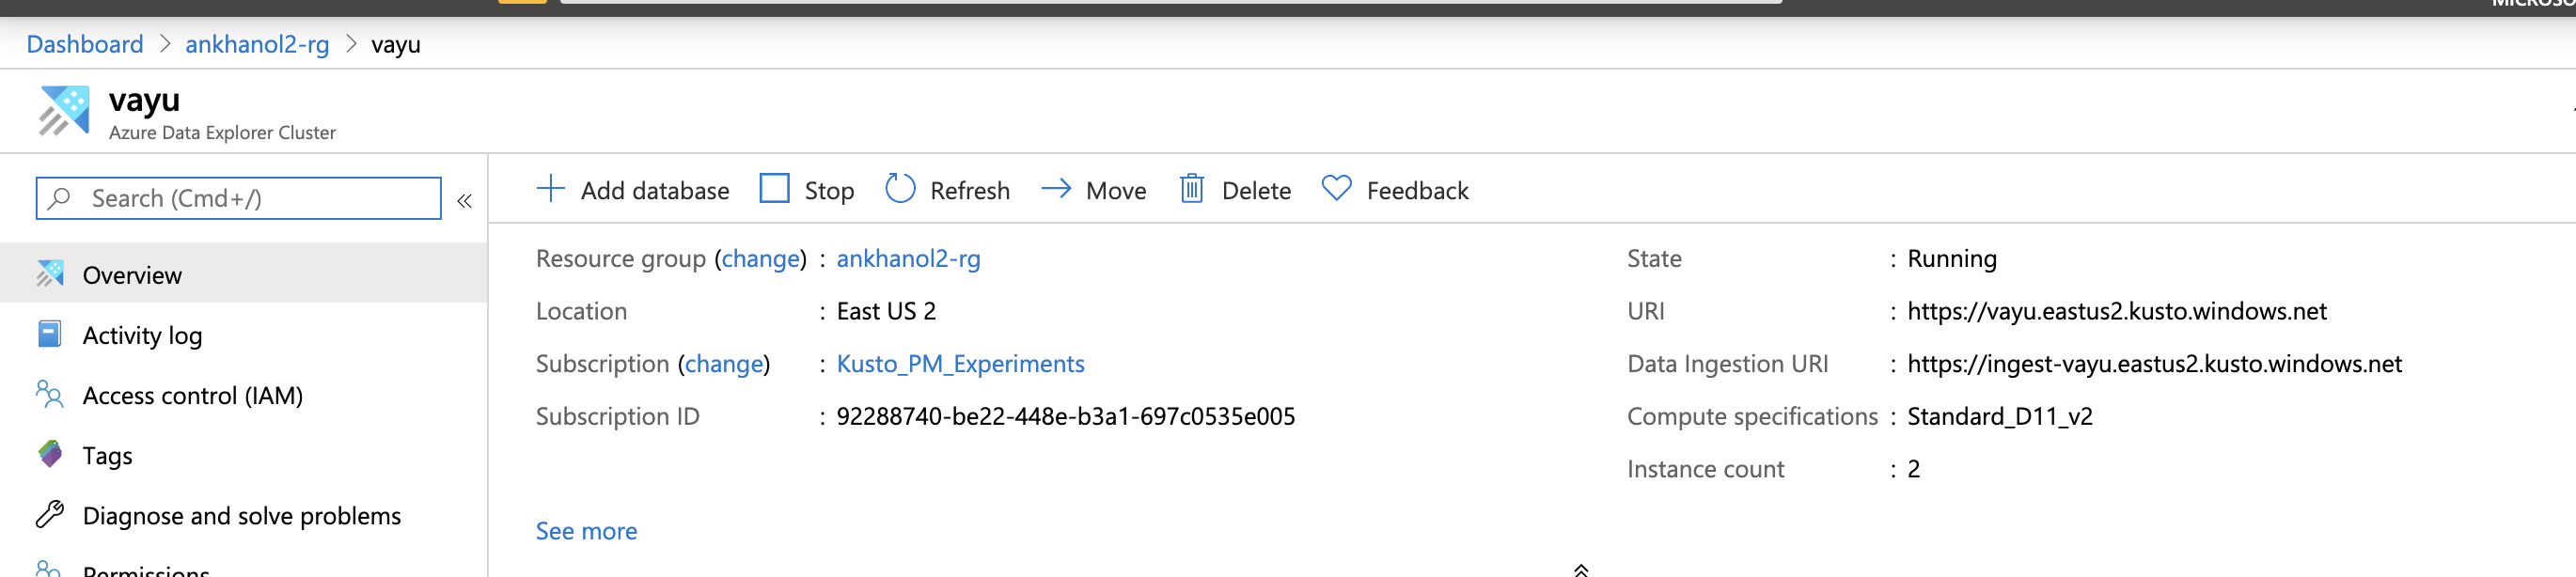 Dashboard > ankhanol2-rg > vayu
vayu
Azure Data Explorer Cluster
Search (Cmd+/)
«
Overview
Activity log
Access control (IAM)
Tags
Diagnose and solve problems
Permissions
Add database Stop Refresh Move Delete Feedback
Resource group (change) : ankhanol2-rg
Location : East US 2
Subscription (change) : Kusto_PM_Experiments
Subscription ID : 92288740-be22-448e-b3a1-697c0535e005
See more
State : Running
URI : https://vayu.eastus2.kusto.windows.net
Data Ingestion URI : https://ingest-vayu.eastus2.kusto.windows.net
Compute specifications : Standard_D11_v2
Instance count : 2